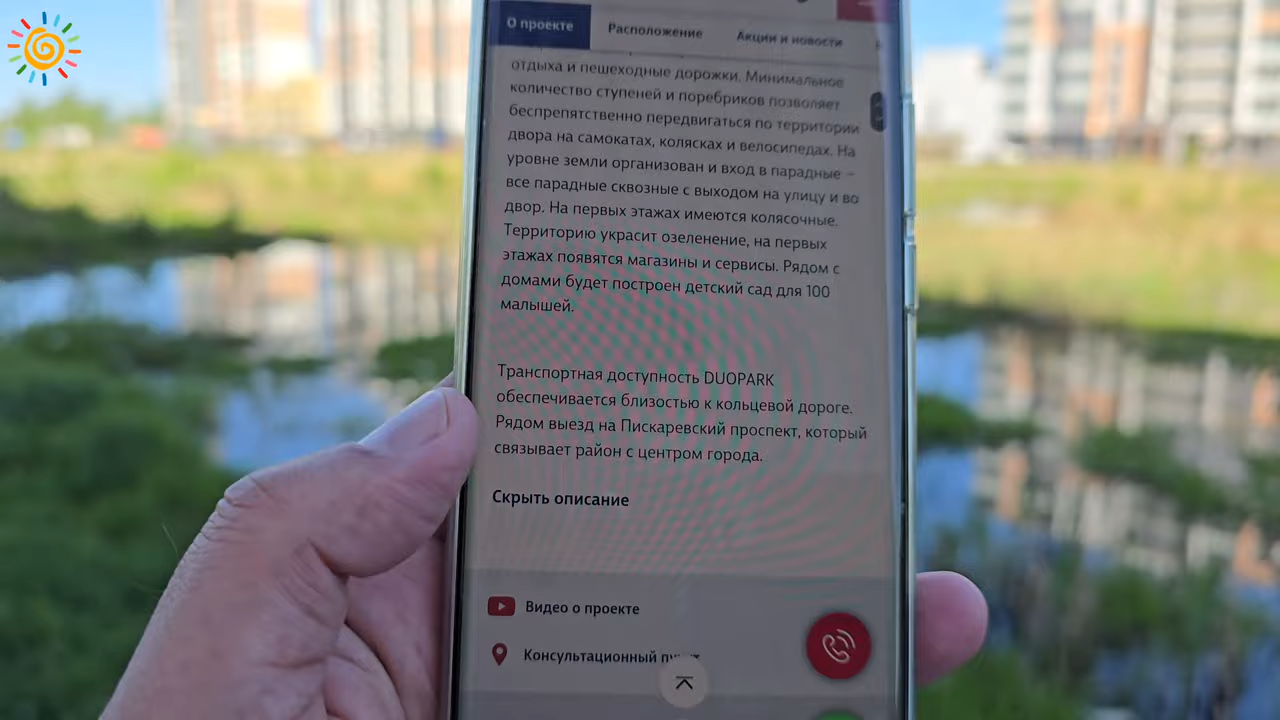 О проекте
Расположение
Акции и новости
отдыха и пешеходные дорожки. Минимальное
количество ступеней и поребриков позволяет
беспрепятственно передвигаться по территории
двора на самокатах, колясках и велосипедах. На
уровне земли организован и вход в парадные –
все парадные сквозные с выходом на улицу и во
двор. На первых этажах имеются колясочные.
Территорию украсит озеленение, на первых
этажах появятся магазины и сервисы. Рядом с
домами будет построен детский сад для 100
малышей.
Транспортная доступность DUOPARK
обеспечивается близостью к кольцевой дороге.
Рядом выезд на Пискаревский проспект, который
связывает район с центром города.
Скрыть описание
Видео о проекте
Консультационный